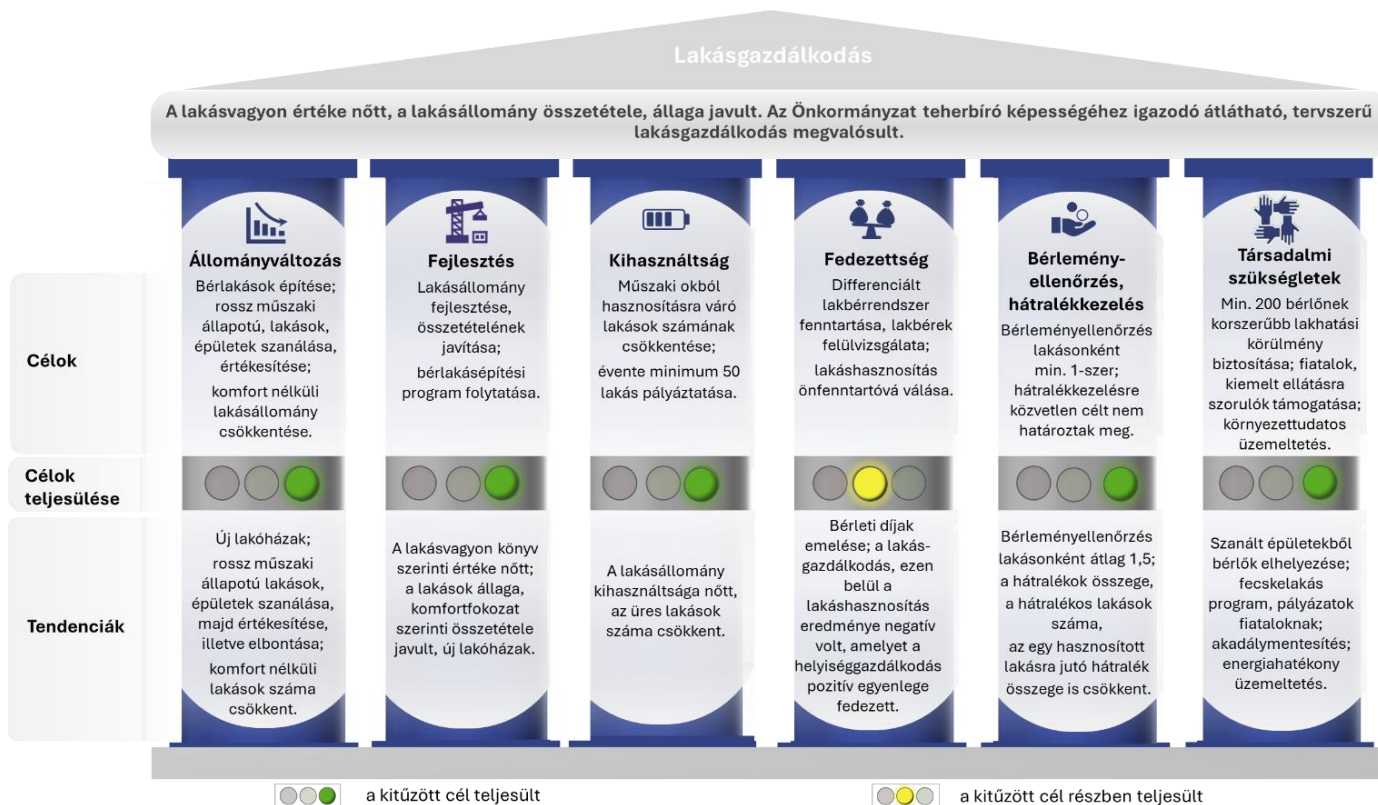 Lakásgazdálkodás
A lakásvagyon értéke nőtt, a lakásállomány összetétele, állaga javult. Az Önkormányzat teherbíró képességéhez igazodó átlátható, tervszerű
lakásgazdálkodás megvalósult.
Állományváltozás
Fejlesztés
Kihasználtság
Fedezettség
Bérlemény-
ellenőrzés,
hátralékkezelés
Társadalmi
szükségletek
Célok
Bérlakások építése;
rossz műszaki
állapotú, lakások,
épületek szanálása,
értékesítése;
komfort nélküli
lakásállomány
csökkentése.
Lakásállomány
fejlesztése,
összetételének
javítása;
bérlakásépítési
program folytatása.
Műszaki okból
hasznosításra váró
lakások számának
csökkentése;
évente minimum 50
lakás pályáztatása.
Differenciált
lakbérrendszer
fenntartása, lakbérek
felülvizsgálata;
lakáshasznosítás
önfenntartóvá válása.
Bérleményellenőrzés
lakásonként
min. 1-szer;
hátralékkezelésre
közvetlen célt nem
határoztak meg.
Min. 200 bérlőnek
korszerűbb lakhatási
körülmény
biztosítása; fiatalok,
kiemelt ellátásra
szorulók támogatása;
környezettudatos
üzemeltetés.
Célok
teljesülése
Tendenciák
Új lakóházak;
rossz műszaki
állapotú lakások,
épületek szanálása,
majd értékesítése,
illetve elbontása;
komfort nélküli
lakások száma
csökkent.
A lakásvagyon könyv
szerinti értéke nőtt;
a lakások állaga,
komfortfokozat
szerinti összetétele
javult, új lakóházak.
A lakásállomány
kihasználtsága nőtt,
az üres lakások
száma csökkent.
Bérleti díjak
emelése; a lakás-
gazdálkodás, ezen
belül a
lakáshasznosítás
eredménye negatív
volt, amelyet a
helyiséggazdálkodás
pozitív egyenlege
fedezett.
Bérleményellenőrzés
lakásonként átlag 1,5;
a hátralékok összege,
a hátralékos lakások
száma,
az egy hasznosított
lakásra jutó hátralék
összege is csökkent.
Szanált épületekből
bérlők elhelyezése;
fecskelakás
program, pályázatok
fiataloknak;
akadálymentesítés;
energiahatékony
üzemeltetés.
a kitűzött cél teljesült
a kitűzött cél részben teljesült